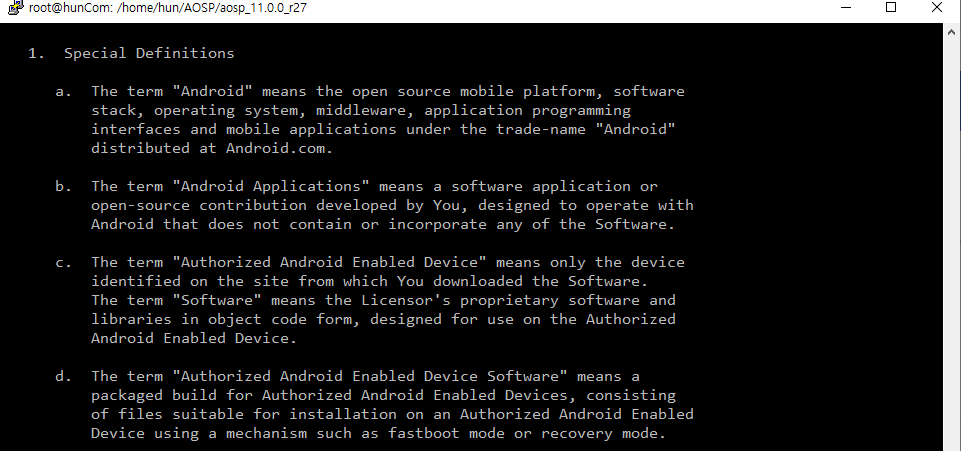 root@hunCom: /home/hun/AOSP/aosp_11.0.0_r27
1. Special Definitions
a. The term "Android" means the open source mobile platform, software
stack, operating system, middleware, application programming
interfaces and mobile applications under the trade-name "Android"
distributed at Android.com.
b. The term "Android Applications" means a software application or
open-source contribution developed by You, designed to operate with
Android that does not contain or incorporate any of the Software.
c. The term "Authorized Android Enabled Device" means only the device
identified on the site from which You downloaded the Software.
The term "Software" means the Licensor's proprietary software and
libraries in object code form, designed for use on the Authorized
Android Enabled Device.
d. The term "Authorized Android Enabled Device Software" means a
packaged build for Authorized Android Enabled Devices, consisting
of files suitable for installation on an Authorized Android Enabled
Device using a mechanism such as fastboot mode or recovery mode.